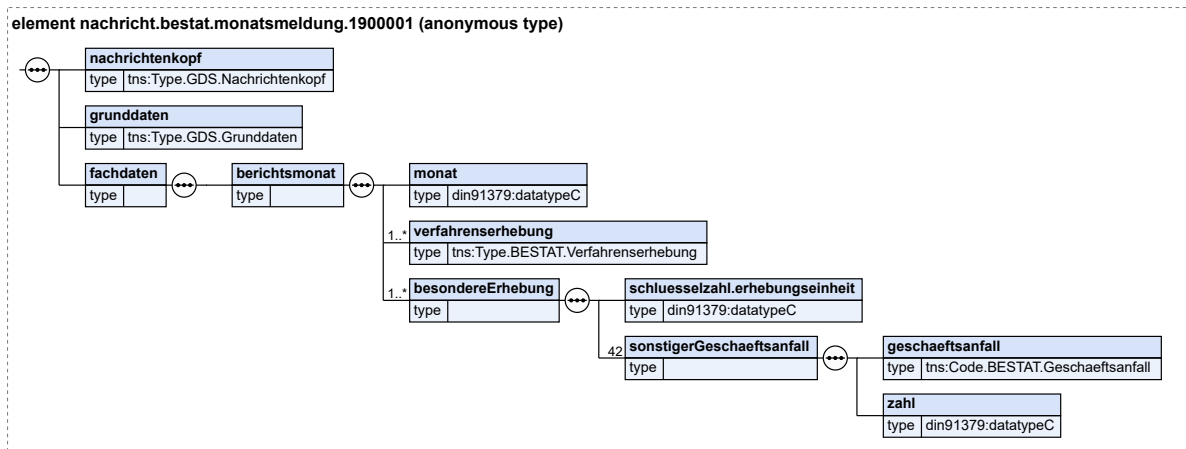 element nachricht.bestat.monatsmeldung.1900001 (anonymous type)
nachrichtenkopf
type tns:Type.GDS.Nachrichtenkopf
grunddaten
type tns:Type.GDS.Grunddaten
fachdaten
type
berichtsmonat
type
monat
type din91379:datatypeC
1..* verfahrenserhebung
type tns:Type.BESTAT.Verfahrenserhebung
1..* besondereErhebung
type
schluesselzahl.erhebungseinheit
type din91379:datatypeC
42 sonstigerGeschaeftsanfall
type
geschaeftsanfall
type tns:Code.BESTAT.Geschaeftsanfall
zahl
type din91379:datatypeC